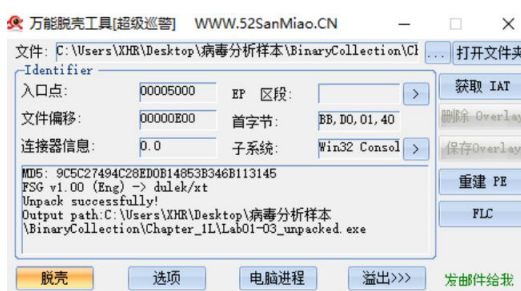 万能脱壳工具[超级巡警] WWW.52SanMiao.CN
文件: C:\Users\XHR\Desktop\病毒分析样本\BinaryCollection\Ch ... 打开文件夹
Identifier
入口点: 00005000 EP 区段: > 获取 IAT
文件偏移: 00000E00 首字节: BB,D0,01,40 删除 Overlay
连接器信息: 0.0 子系统: Win32 Consol > 保存Overlay
MD5: 9C5C27494C28ED0B14853B346B113145
FSG v1.00 (Eng) -> dulek/xt
Unpack successfully!
Output path:C:\Users\XHR\Desktop\病毒分析样本
\BinaryCollection\Chapter_1L\Lab01-03_unpacked.exe
重建 PE
FLC
脱壳 选项 电脑进程 溢出>>> 发邮件给我